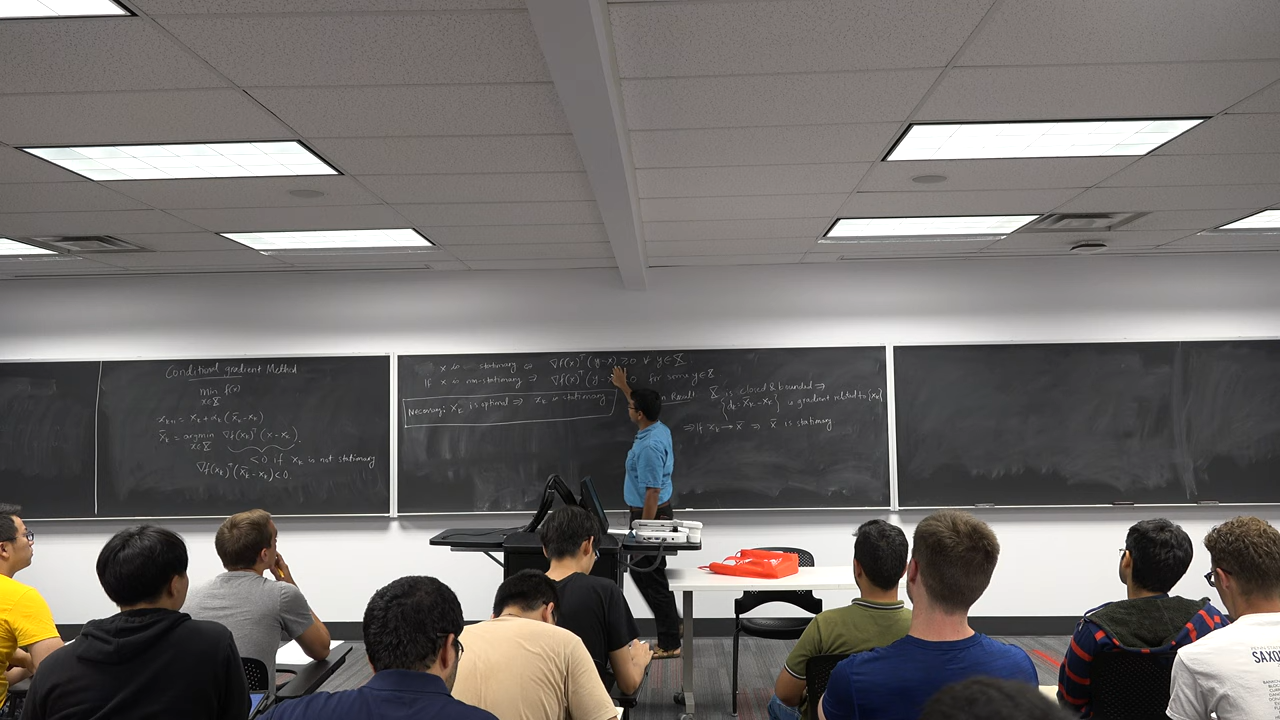 Conditional gradient Method
min f(x)
x∈X
x_{k+1} = x_k + α_k (x̄_k - x_k)
x̄_k = argmin ∇f(x_k)^T (x - x_k).
x∈X
< 0 if x_k is not stationary
∇f(x_k)^T (x̄_k - x_k) < 0.
x is stationary ⇔ ∇f(x)^T (y-x) ≥ 0 ∀ y ∈ X
If x is non-stationary ⇒ ∇f(x)^T (y- 0 for some y ∈ X
Necessary: x_k is optimal ⇒ x_k is stationary.
Recall X is closed & bounded ⇒
{d_k = x̄_k - x_k} is gradient related to {x_k}
⇒ If x_k → x̄ ⇒ x̄ is stationary
SAXO